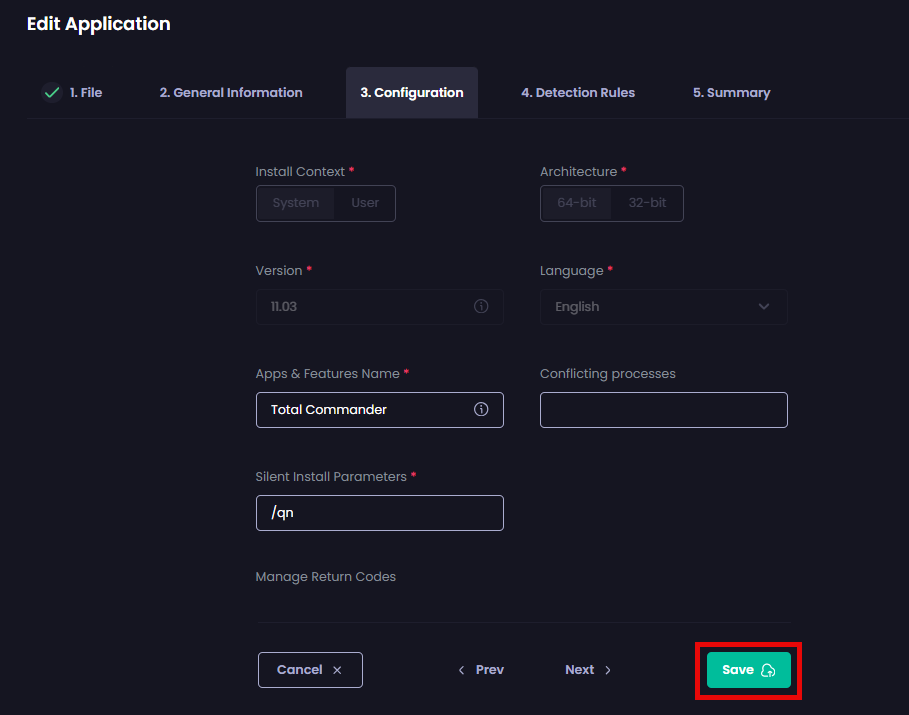 Edit Application
1. File 2. General Information 3. Configuration 4. Detection Rules 5. Summary
Install Context * Architecture *
System User 64-bit 32-bit
Version * Language *
11.03 English
Apps & Features Name * Conflicting processes
Total Commander
Silent Install Parameters *
/qn
Manage Return Codes
Cancel Prev Next Save